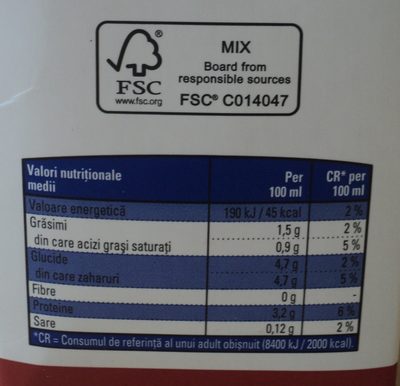 ®
FSC
www.fsc.org
MIX
Board from
responsible sources
FSC® C014047
Valori nutriționale medii Per 100 ml CR* per 100 ml
Valoare energetică 190 kJ / 45 kcal 2 %
Grăsimi 1,5 g 2 %
din care acizi grași saturați 0,9 g 5 %
Glucide 4,7 g 2 %
din care zaharuri 4,7 g 5 %
Fibre 0 g -
Proteine 3,2 g 6 %
Sare 0,12 g 2 %
*CR = Consumul de referință al unui adult obișnuit (8400 kJ / 2000 kcal).